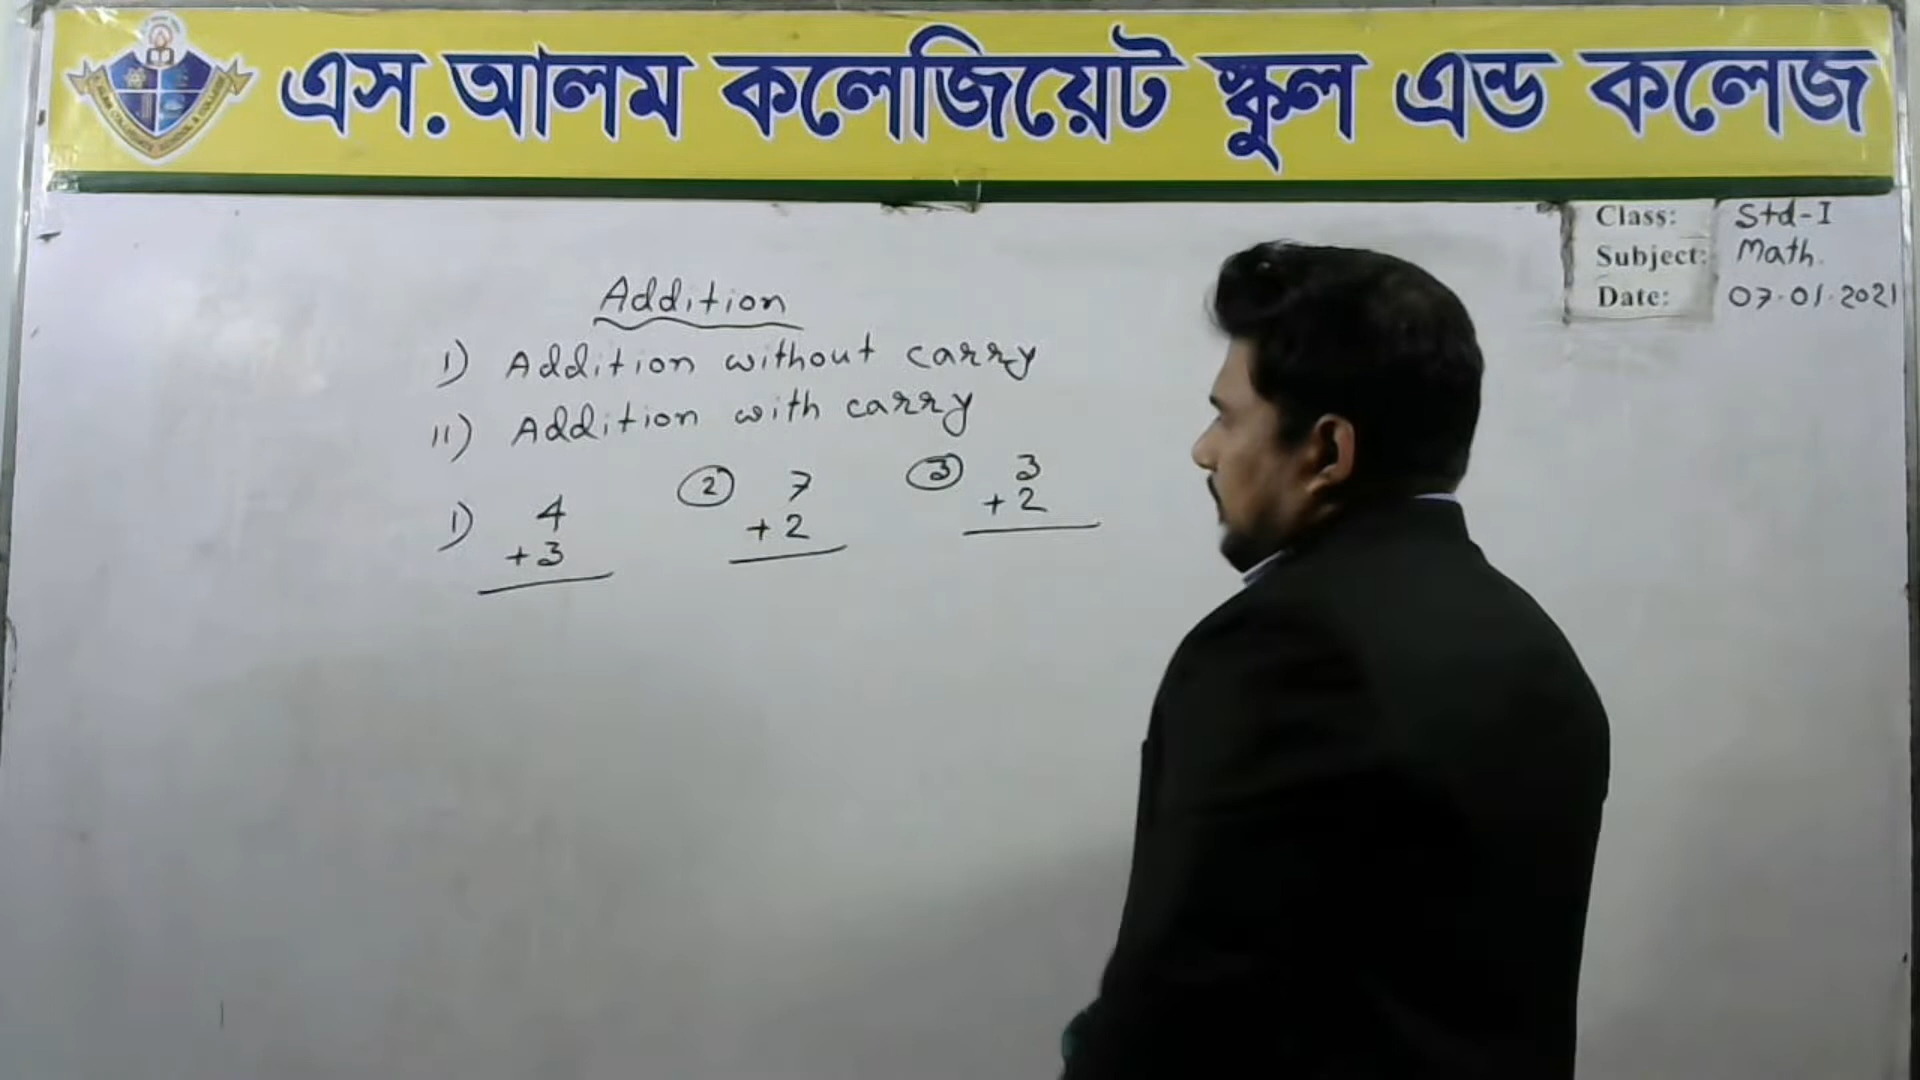 এস.আলম কলেজিয়েট স্কুল এন্ড কলেজ
Class: Std-I
Subject: Math.
Date: 07.01.2021
Addition
I) Addition without carry
II) Addition with carry
I) 4
+3
② 7
+2
③ 3
+2